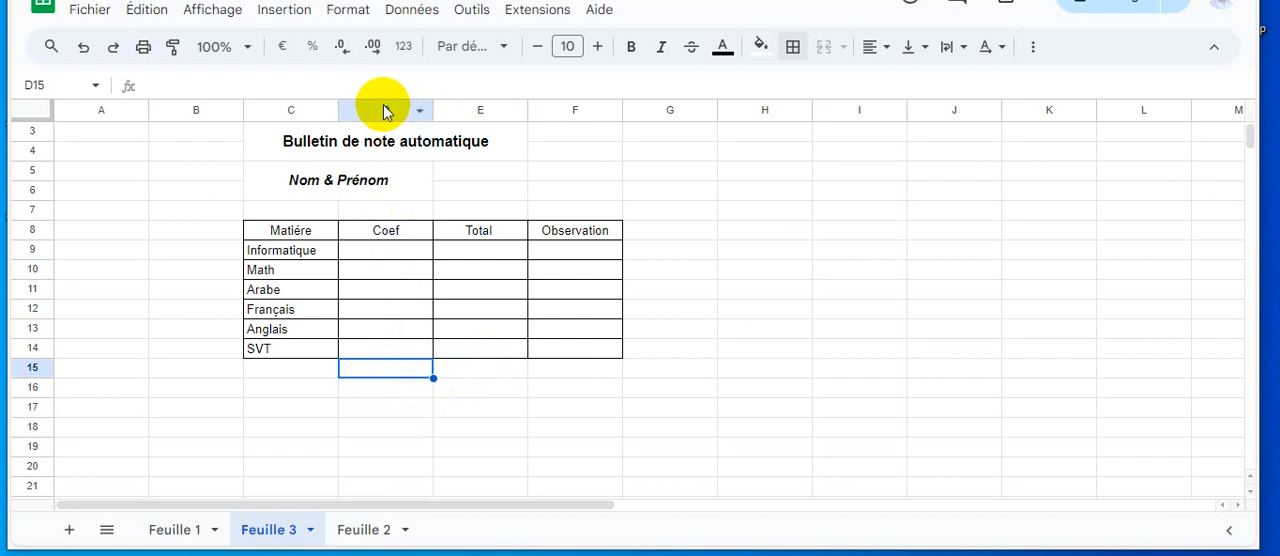 Fichier Édition Affichage Insertion Format Données Outils Extensions Aide
100% € % .0 .00 123 Par dé... − 10 + B I S A A
D15 fx
A B C E F G H I J K L M
3
Bulletin de note automatique
4
5
Nom & Prénom
6
7
8 Matiére Coef Total Observation
9 Informatique
10 Math
11 Arabe
12 Français
13 Anglais
14 SVT
15
16
17
18
19
20
21
Feuille 1 Feuille 3 Feuille 2